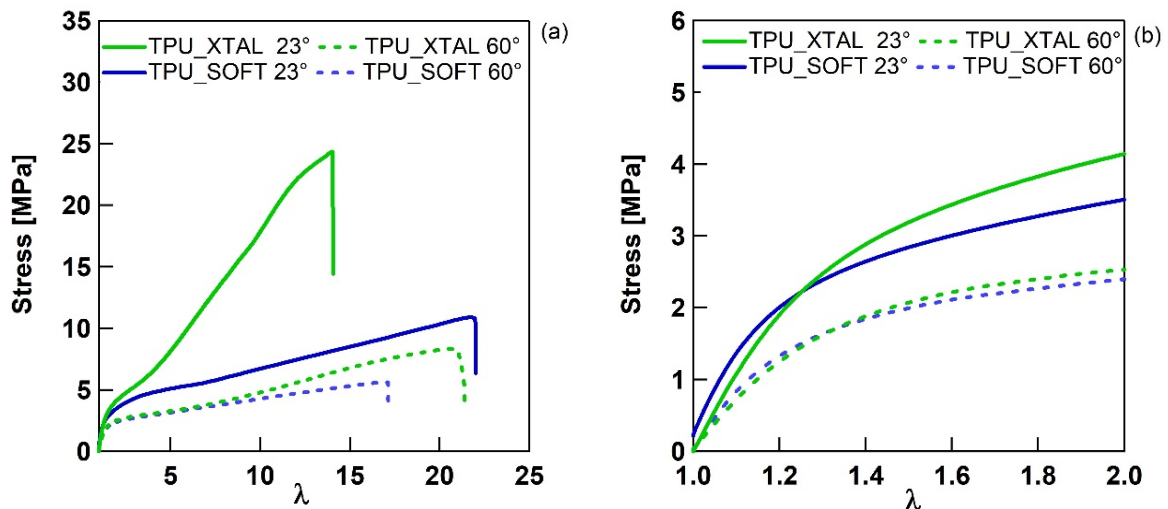 35
30
25
20
15
10
5
0
Stress [MPa]
TPU_XTAL 23° TPU_XTAL 60°
TPU_SOFT 23° TPU_SOFT 60°
(a)
5 10 15 20 25
λ
6
5
4
3
2
1
0
Stress [MPa]
TPU_XTAL 23° TPU_XTAL 60°
TPU_SOFT 23° TPU_SOFT 60°
(b)
1.0 1.2 1.4 1.6 1.8 2.0
λ